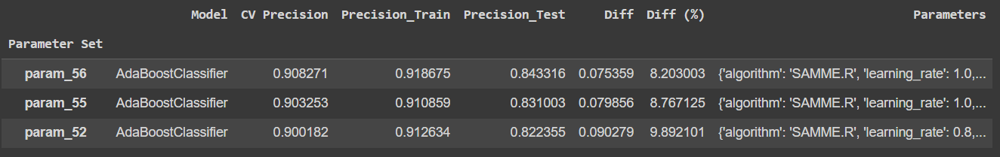 Model CV Precision Precision_Train Precision_Test Diff Diff (%) Parameters
Parameter Set
param_56 AdaBoostClassifier 0.908271 0.918675 0.843316 0.075359 8.203003 {'algorithm': 'SAMME.R', 'learning_rate': 1.0,...
param_55 AdaBoostClassifier 0.903253 0.910859 0.831003 0.079856 8.767125 {'algorithm': 'SAMME.R', 'learning_rate': 1.0,...
param_52 AdaBoostClassifier 0.900182 0.912634 0.822355 0.090279 9.892101 {'algorithm': 'SAMME.R', 'learning_rate': 0.8,...